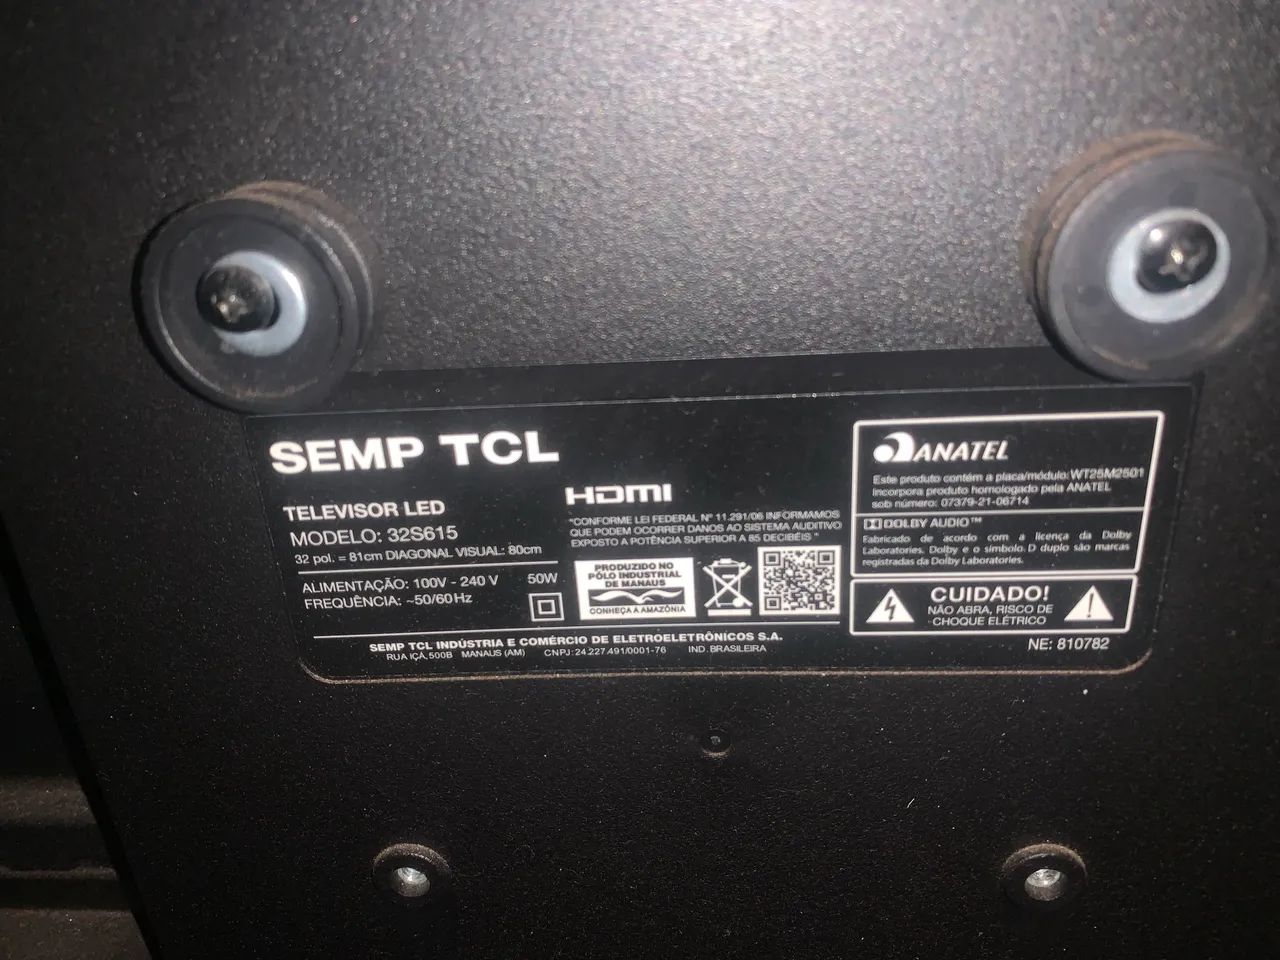 SEMP TCL
TELEVISOR LED
MODELO: 32S615
32 pol. = 81cm DIAGONAL VISUAL: 80cm
ALIMENTAÇÃO: 100V - 240 V 50W
FREQUÊNCIA: ~50/60 Hz
HDMI
"CONFORME LEI FEDERAL N° 11.291/06 INFORMAMOS
QUE PODEM OCORRER DANOS AO SISTEMA AUDITIVO
EXPOSTO A POTÊNCIA SUPERIOR A 85 DECIBÉIS."
PRODUZIDO NO
PÓLO INDUSTRIAL
DE MANAUS
CONHEÇA A AMAZÔNIA
ANATEL
Este produto contém a placa/módulo: WT25M2501
Incorpora produto homologado pela ANATEL
sob número: 07379-21-06714
DOLBY AUDIO™
Fabricado de acordo com a licença da Dolby
Laboratories. Dolby e o símbolo. D duplo são marcas
registradas da Dolby Laboratories.
CUIDADO!
NÃO ABRA, RISCO DE
CHOQUE ELÉTRICO
SEMP TCL INDÚSTRIA E COMÉRCIO DE ELETROELETRÔNICOS S.A.
RUA IÇÁ, 500B MANAUS (AM) CNPJ: 24.227.491/0001-76 IND. BRASILEIRA
NE: 810782